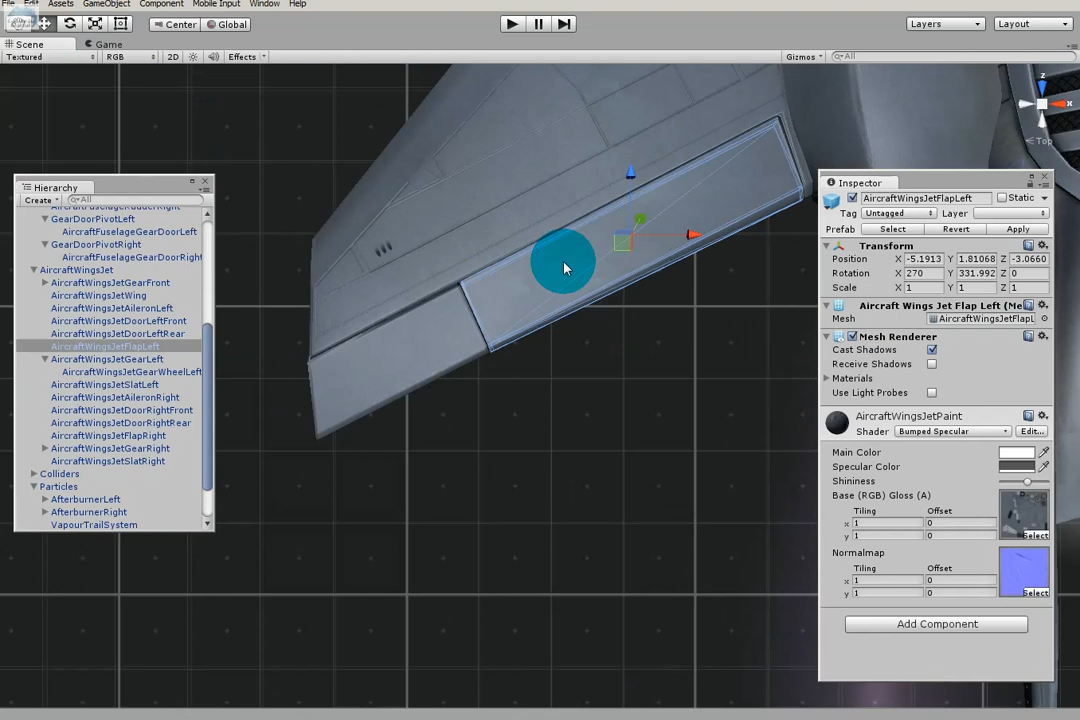 File Edit Assets GameObject Component Mobile Input Window Help
Center Global
Layers Layout
Scene Game
Textured RGB 2D Effects Gizmos All
z
x
Top
Hierarchy
Create All
AircraftFuselageRudderRight
GearDoorPivotLeft
AircraftFuselageGearDoorLeft
GearDoorPivotRight
AircraftFuselageGearDoorRight
AircraftWingsJet
AircraftWingsJetGearFront
AircraftWingsJetWing
AircraftWingsJetAileronLeft
AircraftWingsJetDoorLeftFront
AircraftWingsJetDoorLeftRear
AircraftWingsJetFlapLeft
AircraftWingsJetGearLeft
AircraftWingsJetGearWheelLeft
AircraftWingsJetSlatLeft
AircraftWingsJetAileronRight
AircraftWingsJetDoorRightFront
AircraftWingsJetDoorRightRear
AircraftWingsJetFlapRight
AircraftWingsJetGearRight
AircraftWingsJetSlatRight
Colliders
Particles
AfterburnerLeft
AfterburnerRight
VapourTrailSystem
Inspector
AircraftWingsJetFlapLeft Static
Tag Untagged Layer
Prefab Select Revert Apply
Transform
Position X -5.1913 Y 1.81068 Z -3.0660
Rotation X 270 Y 331.992 Z 0
Scale X 1 Y 1 Z 1
Aircraft Wings Jet Flap Left (Me
Mesh AircraftWingsJetFlapL
Mesh Renderer
Cast Shadows
Receive Shadows
Materials
Use Light Probes
AircraftWingsJetPaint
Shader Bumped Specular Edit...
Main Color
Specular Color
Shininess
Base (RGB) Gloss (A)
Tiling Offset
x 1 0
y 1 0
Select
Normalmap
Tiling Offset
x 1 0
y 1 0
Select
Add Component